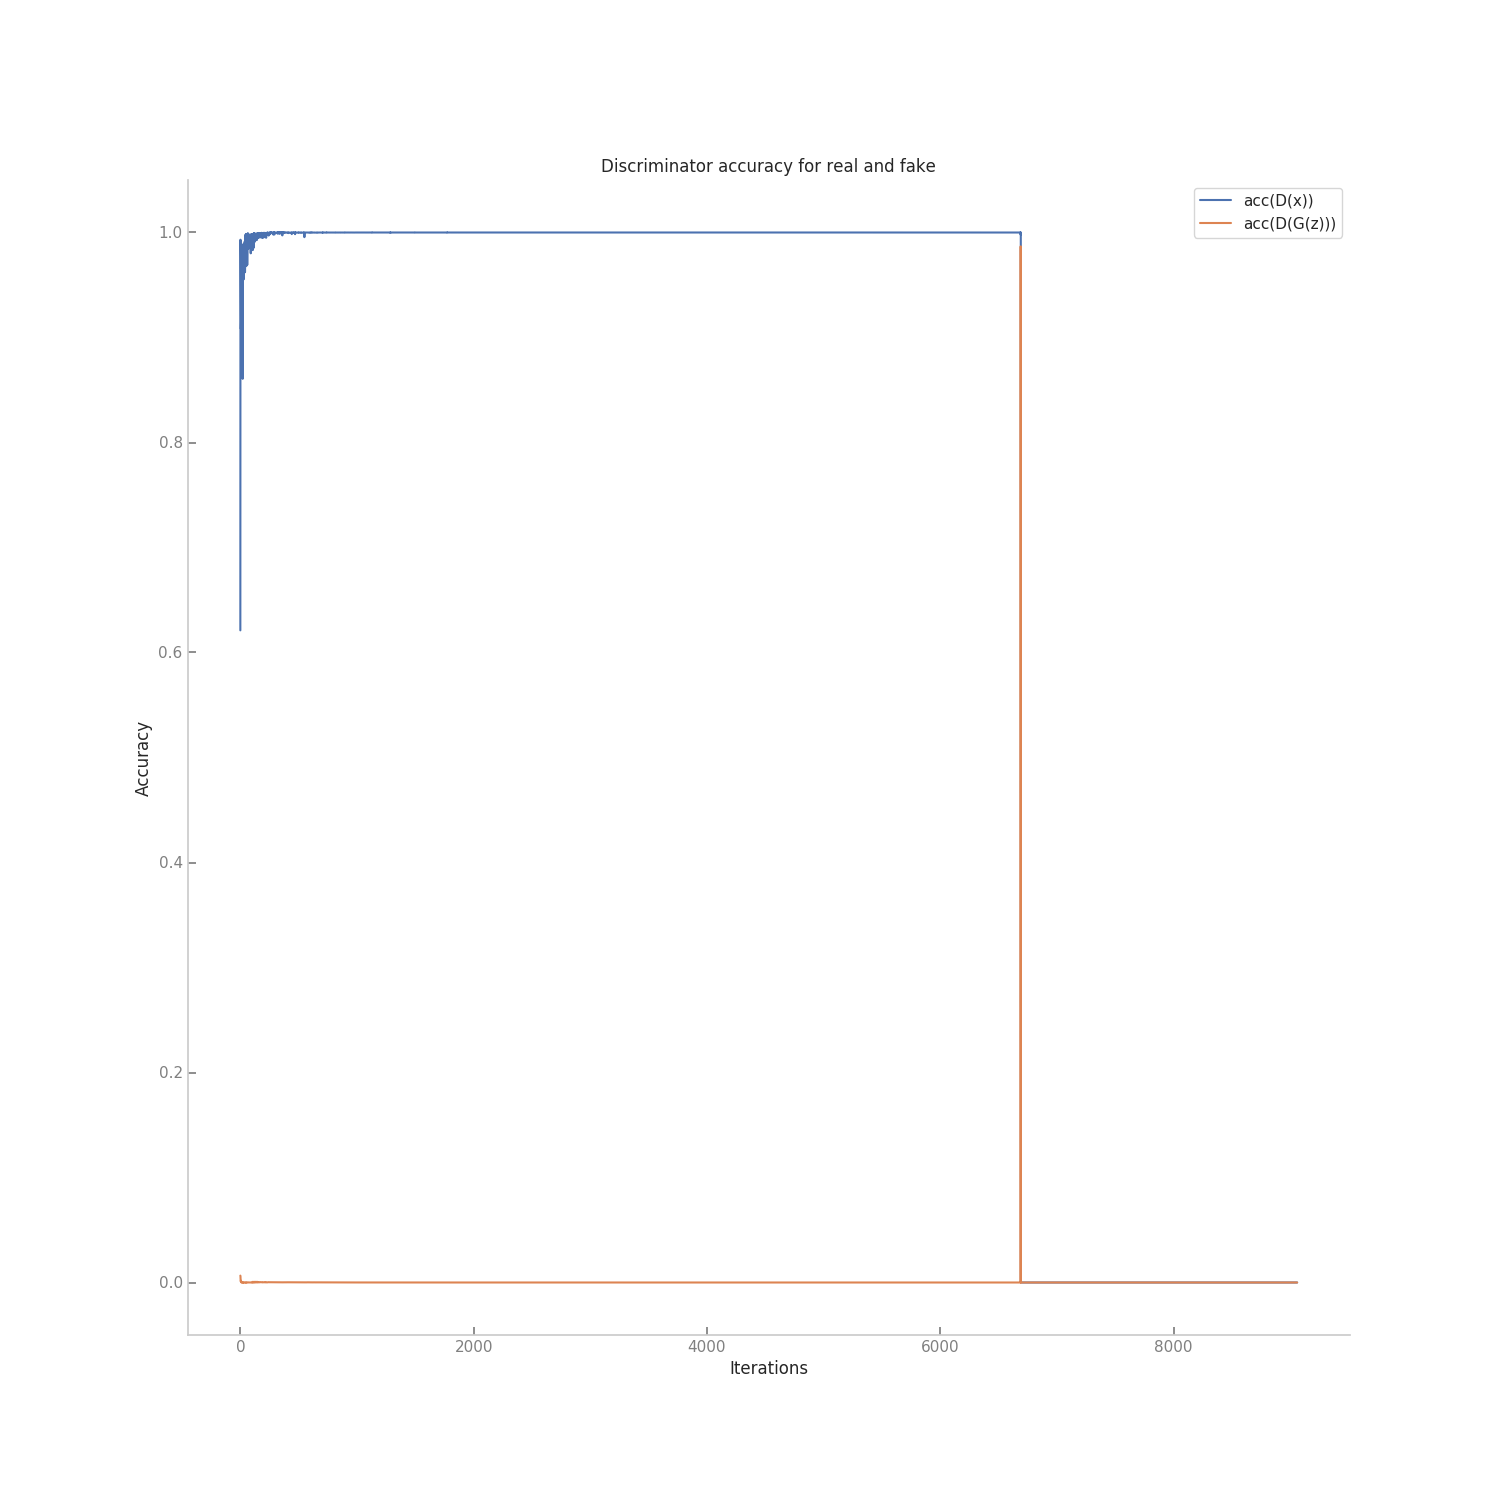 Discriminator accuracy for real and fake
acc(D(x))
acc(D(G(z)))
1.0
0.8
0.6
0.4
0.2
0.0
Accuracy
0 2000 4000 6000 8000
Iterations